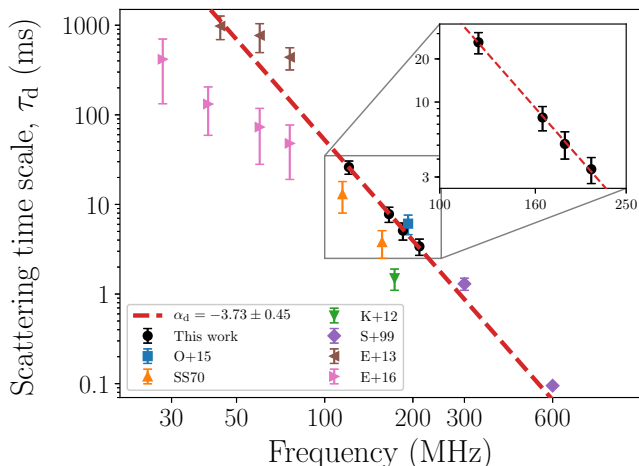 1000
100
10
1
0.1
Scattering time scale, τd (ms)
20
10
3
100 160 250
αd = −3.73 ± 0.45
This work
O+15
SS70
K+12
S+99
E+13
E+16
30 50 100 200 300 600
Frequency (MHz)